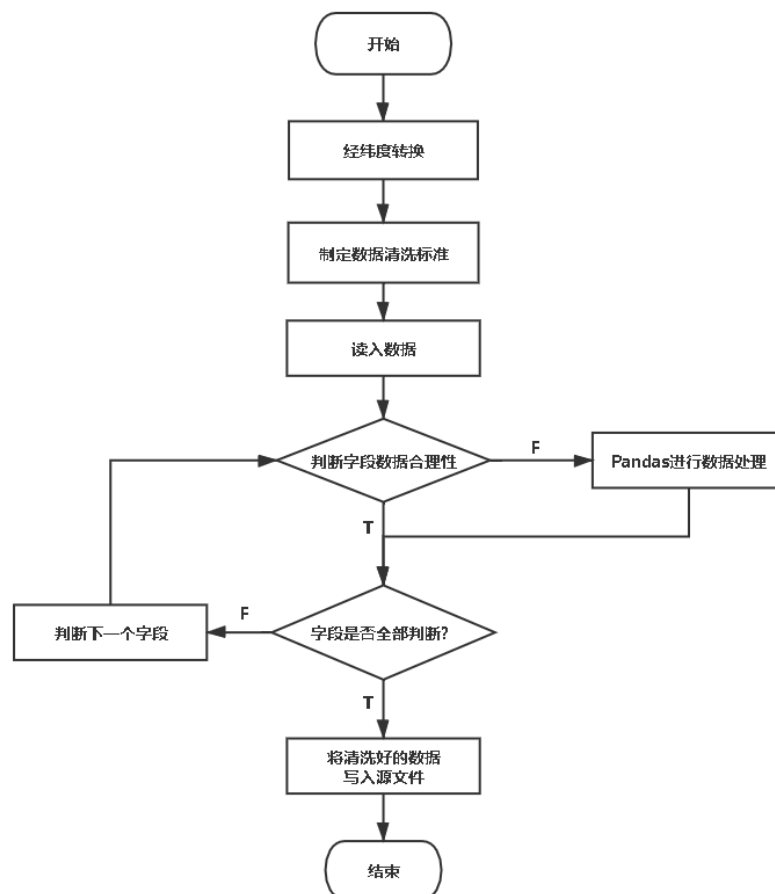 开始
经纬度转换
制定数据清洗标准
读入数据
判断字段数据合理性
F
Pandas进行数据处理
T
判断下一个字段
F
字段是否全部判断?
T
将清洗好的数据
写入源文件
结束